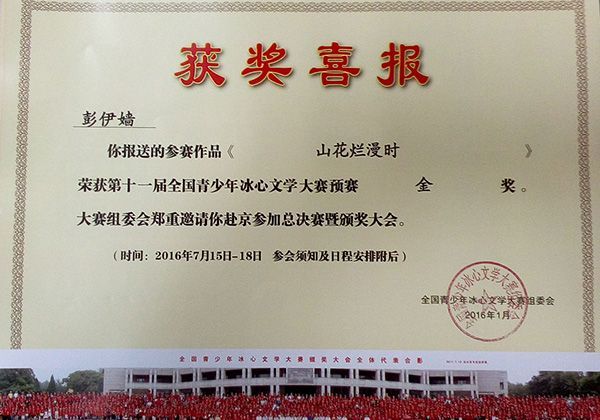 获奖喜报
彭伊嫱
你报送的参赛作品《 山花烂漫时 》
荣获第十一届全国青少年冰心文学大赛预赛 金 奖。
大赛组委会郑重邀请你赴京参加总决赛暨颁奖大会。
（时间：2016年7月15日-18日 参会须知及日程安排附后）
全国青少年冰心文学大赛组委会
2016年1月
全国青少年冰心文学大赛颁奖大会全体代表合影